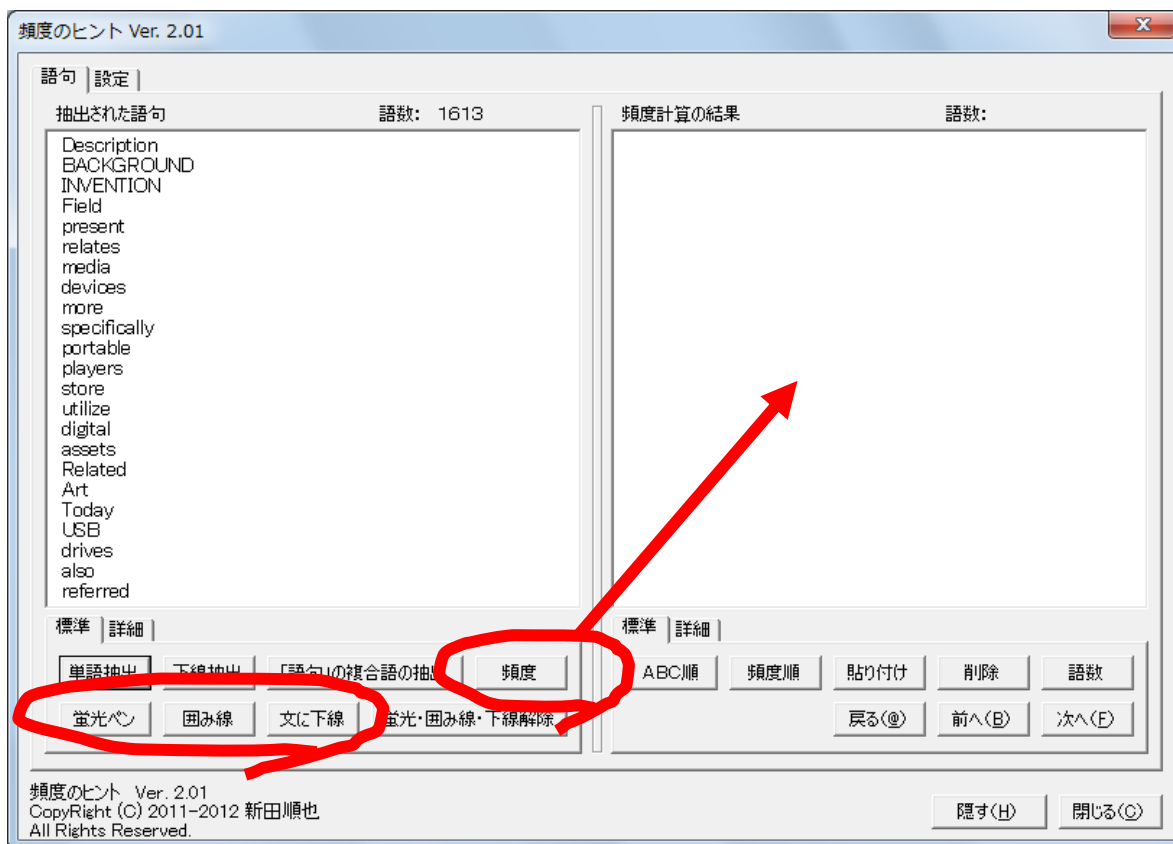 頻度のヒント Ver. 2.01
語句 設定
抽出された語句 語数: 1613
Description
BACKGROUND
INVENTION
Field
present
relates
media
devices
more
specifically
portable
players
store
utilize
digital
assets
Related
Art
Today
USB
drives
also
referred
標準 詳細
単語抽出 下線抽出 「語句」の複合語の抽出 頻度
蛍光ペン 囲み線 文に下線 蛍光・囲み線・下線解除
頻度計算の結果 語数:
標準 詳細
ABC順 頻度順 貼り付け 削除 語数
戻る(@) 前へ(B) 次へ(F)
頻度のヒント Ver. 2.01
CopyRight (C) 2011-2012 新田順也
All Rights Reserved.
隠す(H) 閉じる(C)